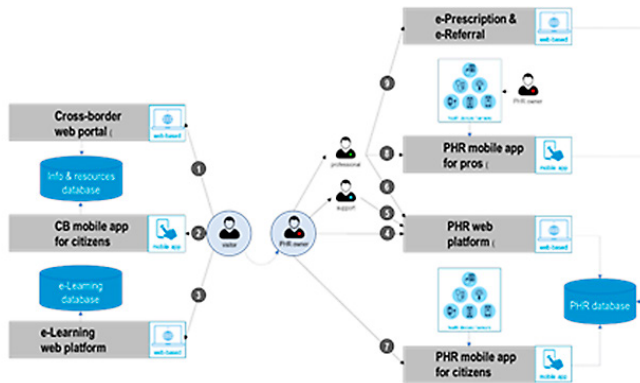 e-Prescription &
e-Referral
web-based
9
PHR owner
Cross-border
web portal (
web-based
professional
8
PHR mobile app
for pros (
mobile app
1
Info & resources
database
6
support
5
CB mobile app
for citizens
mobile app
2
visitor
PHR owner
4
PHR web
platform (
web-based
e-Learning
database
3
PHR database
e-Learning
web platform
web-based
7
PHR mobile app
for citizens
mobile app